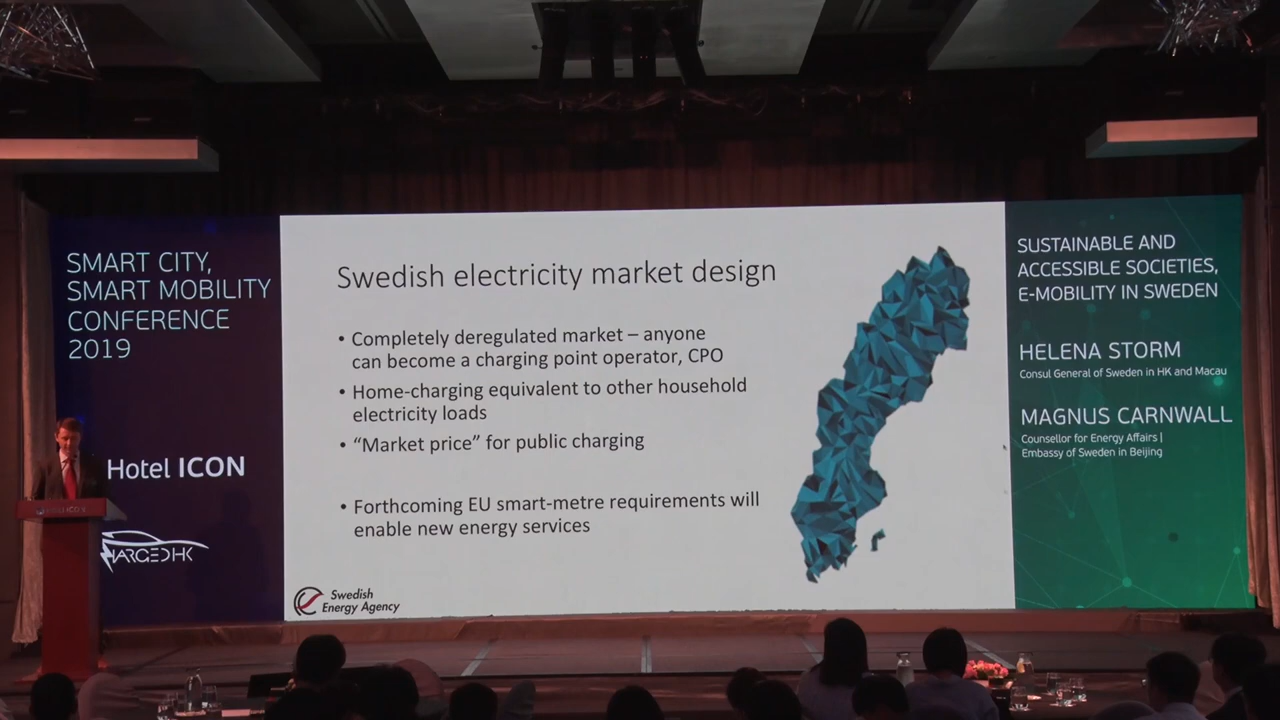 SMART CITY,
SMART MOBILITY
CONFERENCE
2019
Hotel ICON
HARGEDHK
Swedish electricity market design
• Completely deregulated market – anyone
can become a charging point operator, CPO
• Home-charging equivalent to other household
electricity loads
• “Market price” for public charging
• Forthcoming EU smart-metre requirements will
enable new energy services
Swedish
Energy Agency
SUSTAINABLE AND
ACCESSIBLE SOCIETIES,
E-MOBILITY IN SWEDEN
HELENA STORM
Consul General of Sweden in HK and Macau
MAGNUS CARNWALL
Counsellor for Energy Affairs |
Embassy of Sweden in Beijing